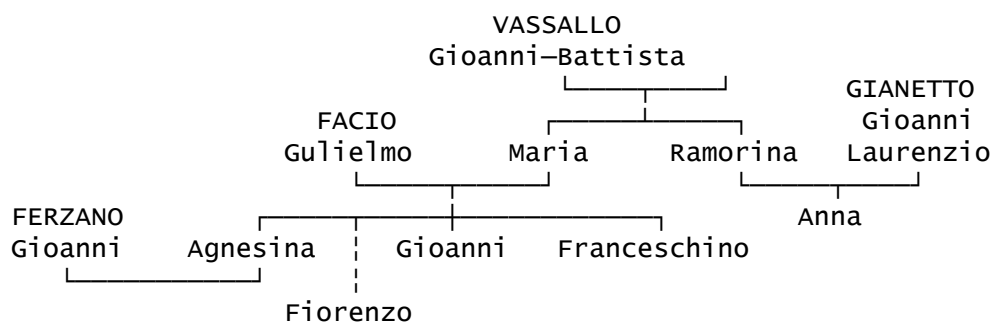 VASSALLO
Gioanni–Battista
GIANETTO
FACIO Gioanni
Gulielmo Maria Ramorina Laurenzio
FERZANO Anna
Gioanni Agnesina Gioanni Franceschino
Fiorenzo